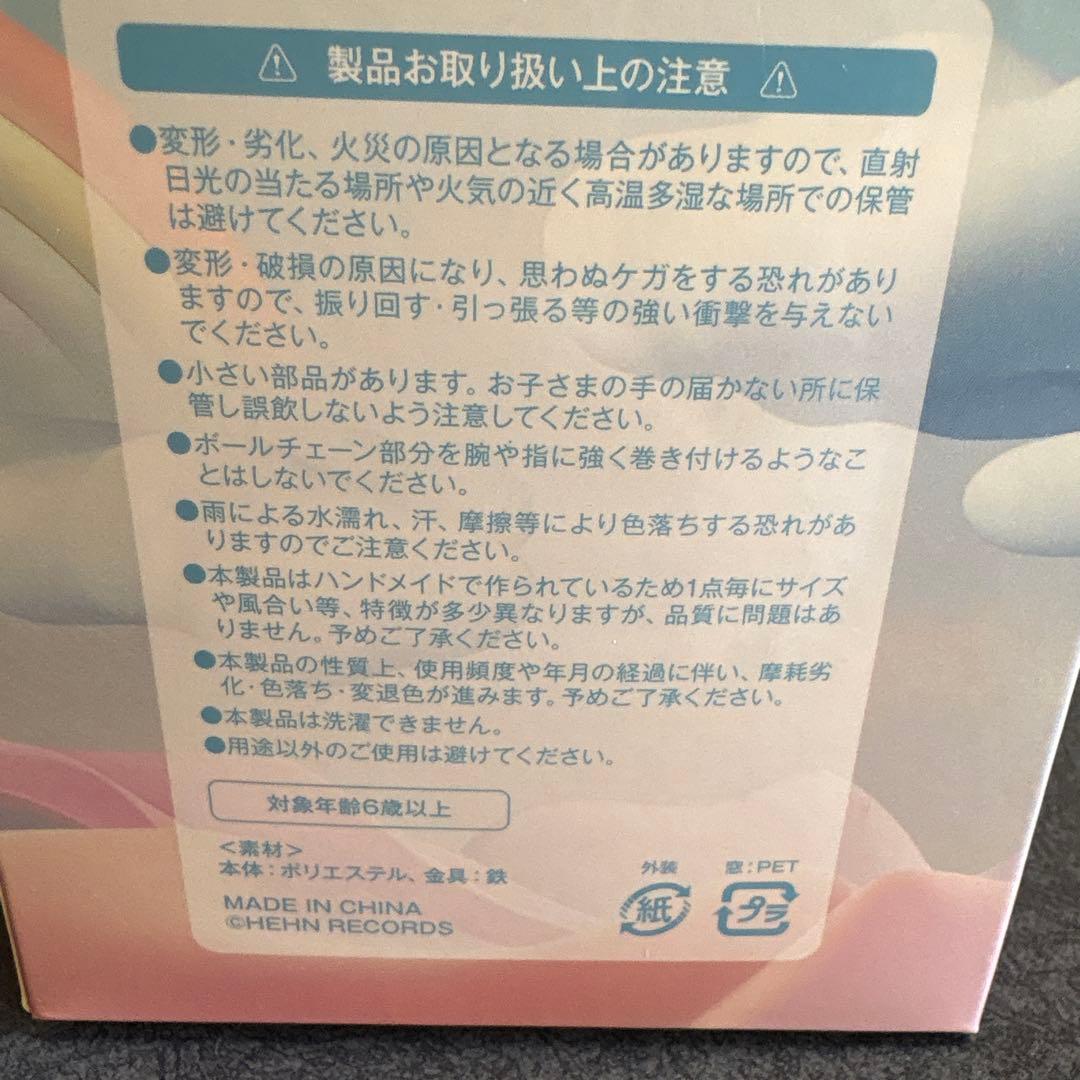 製品お取り扱い上の注意
●変形・劣化、火災の原因となる場合がありますので、直射
日光の当たる場所や火気の近く高温多湿な場所での保管
は避けてください。
●変形・破損の原因になり、思わぬケガをする恐れがあり
ますので、振り回す・引っ張る等の強い衝撃を与えない
でください。
●小さい部品があります。お子さまの手の届かない所に保
管し誤飲しないよう注意してください。
●ボールチェーン部分を腕や指に強く巻き付けるようなこ
とはしないでください。
●雨による水濡れ、汗、摩擦等により色落ちする恐れがあ
りますのでご注意ください。
●本製品はハンドメイドで作られているため1点毎にサイズ
や風合い等、特徴が多少異なりますが、品質に問題はあ
りません。予めご了承ください。
●本製品の性質上、使用頻度や年月の経過に伴い、摩耗劣
化・色落ち・変退色が進みます。予めご了承ください。
●本製品は洗濯できません。
●用途以外のご使用は避けてください。
対象年齢6歳以上
<素材>
本体：ポリエステル、金具：鉄
MADE IN CHINA
©HEHN RECORDS
外装
紙
窓：PET
プラ